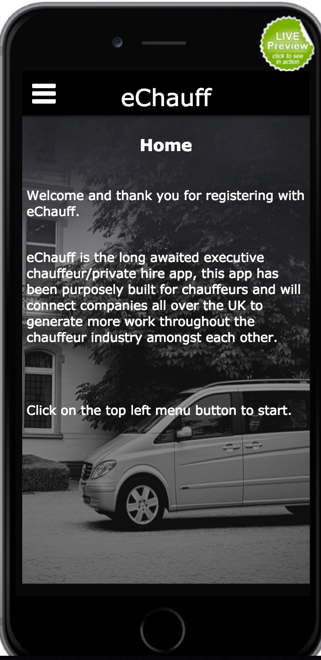 LIVE
Preview
click to see
in action
eChauff
Home
Welcome and thank you for registering with
eChauff.
eChauff is the long awaited executive
chauffeur/private hire app, this app has
been purposely built for chauffeurs and will
connect companies all over the UK to
generate more work throughout the
chauffeur industry amongst each other.
Click on the top left menu button to start.